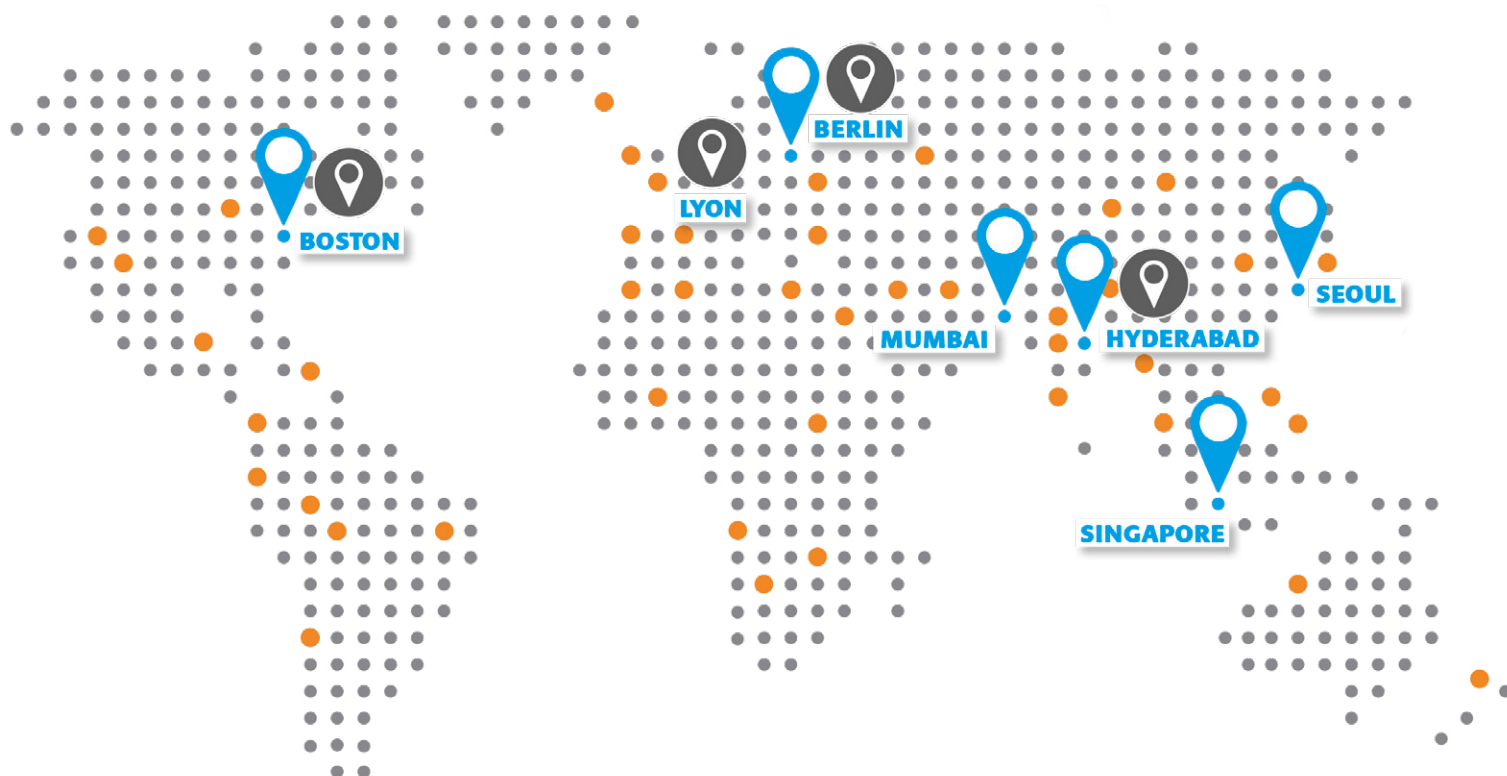 BERLIN
LYON
BOSTON
SEOUL
MUMBAI
HYDERABAD
SINGAPORE